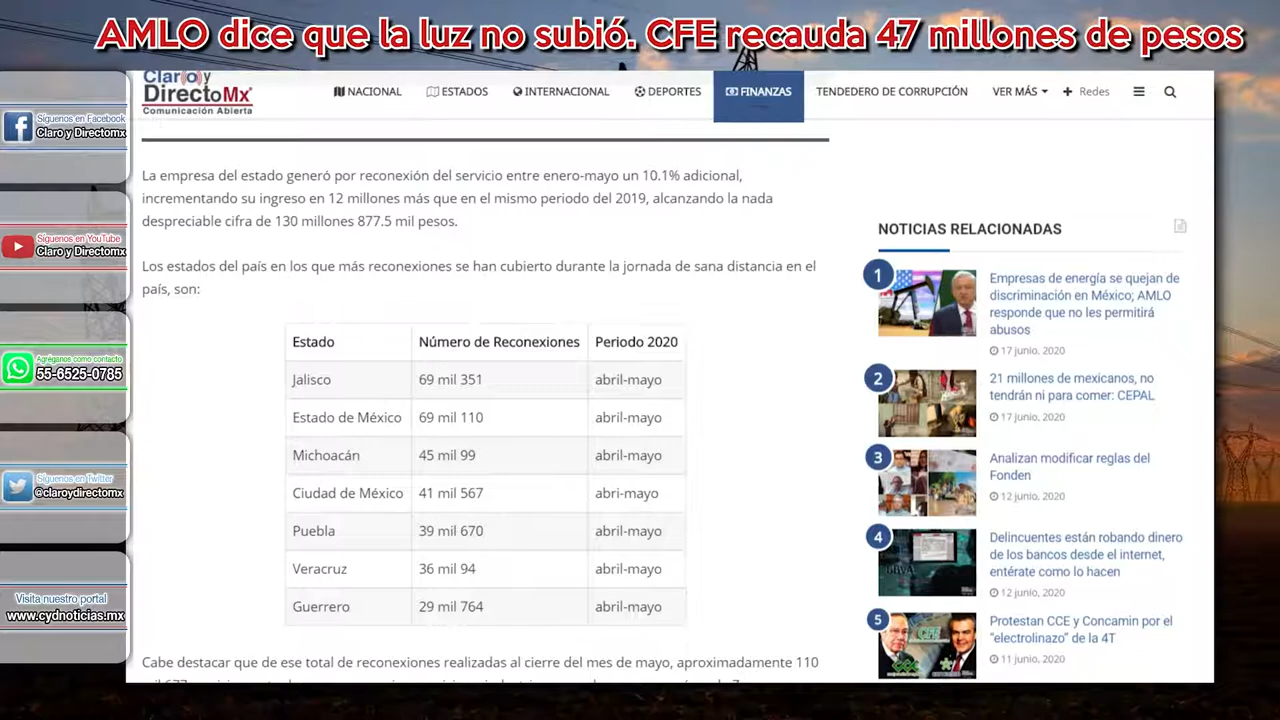 AMLO dice que la luz no subió. CFE recauda 47 millones de pesos
Claro y
DirectoMx
Comunicación Abierta
NACIONAL
ESTADOS
INTERNACIONAL
DEPORTES
FINANZAS
TENDEDERO DE CORRUPCIÓN
VER MÁS
Redes
Síguenos en Facebook
Claro y Directomx
Síguenos en YouTube
Claro y Directomx
Agréganos como contacto
55-6525-0785
Síguenos en Twitter
@claroydirectomx
Visita nuestro portal
www.cydnoticias.mx
La empresa del estado generó por reconexión del servicio entre enero-mayo un 10.1% adicional,
incrementando su ingreso en 12 millones más que en el mismo periodo del 2019, alcanzando la nada
despreciable cifra de 130 millones 877.5 mil pesos.
Los estados del país en los que más reconexiones se han cubierto durante la jornada de sana distancia en el
país, son:
Estado Número de Reconexiones Periodo 2020
Jalisco 69 mil 351 abril-mayo
Estado de México 69 mil 110 abril-mayo
Michoacán 45 mil 99 abril-mayo
Ciudad de México 41 mil 567 abri-mayo
Puebla 39 mil 670 abril-mayo
Veracruz 36 mil 94 abril-mayo
Guerrero 29 mil 764 abril-mayo
Cabe destacar que de ese total de reconexiones realizadas al cierre del mes de mayo, aproximadamente 110
NOTICIAS RELACIONADAS
1
Empresas de energía se quejan de
discriminación en México; AMLO
responde que no les permitirá
abusos
17 junio, 2020
2
21 millones de mexicanos, no
tendrán ni para comer: CEPAL
17 junio, 2020
3
Analizan modificar reglas del
Fonden
12 junio, 2020
4
Delincuentes están robando dinero
de los bancos desde el internet,
entérate como lo hacen
12 junio, 2020
BBVA
5
Protestan CCE y Concamin por el
"electrolinazo" de la 4T
11 junio, 2020
CFE